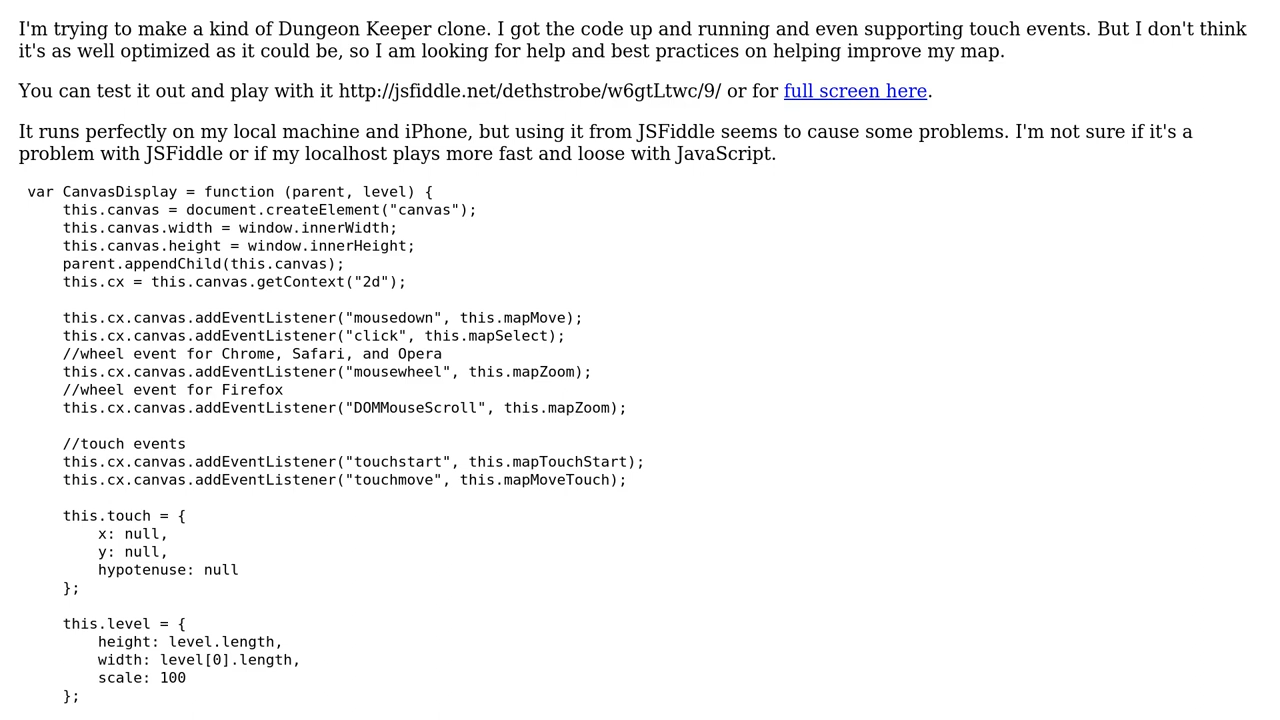 I'm trying to make a kind of Dungeon Keeper clone. I got the code up and running and even supporting touch events. But I don't think
it's as well optimized as it could be, so I am looking for help and best practices on helping improve my map.
You can test it out and play with it http://jsfiddle.net/dethstrobe/w6gtLtwc/9/ or for full screen here.
It runs perfectly on my local machine and iPhone, but using it from JSFiddle seems to cause some problems. I'm not sure if it's a
problem with JSFiddle or if my localhost plays more fast and loose with JavaScript.
var CanvasDisplay = function (parent, level) {
    this.canvas = document.createElement("canvas");
    this.canvas.width = window.innerWidth;
    this.canvas.height = window.innerHeight;
    parent.appendChild(this.canvas);
    this.cx = this.canvas.getContext("2d");

    this.cx.canvas.addEventListener("mousedown", this.mapMove);
    this.cx.canvas.addEventListener("click", this.mapSelect);
    //wheel event for Chrome, Safari, and Opera
    this.cx.canvas.addEventListener("mousewheel", this.mapZoom);
    //wheel event for Firefox
    this.cx.canvas.addEventListener("DOMMouseScroll", this.mapZoom);

    //touch events
    this.cx.canvas.addEventListener("touchstart", this.mapTouchStart);
    this.cx.canvas.addEventListener("touchmove", this.mapMoveTouch);

    this.touch = {
        x: null,
        y: null,
        hypotenuse: null
    };

    this.level = {
        height: level.length,
        width: level[0].length,
        scale: 100
    };